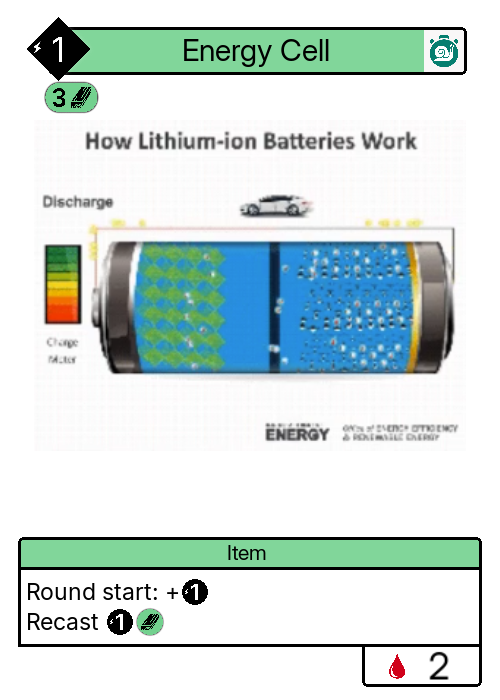 1
Energy Cell
3
How Lithium-ion Batteries Work
Discharge
Charge
Meter
ENERGY
Office of ENERGY EFFICIENCY
& RENEWABLE ENERGY
Item
Round start: +1
Recast 1
2